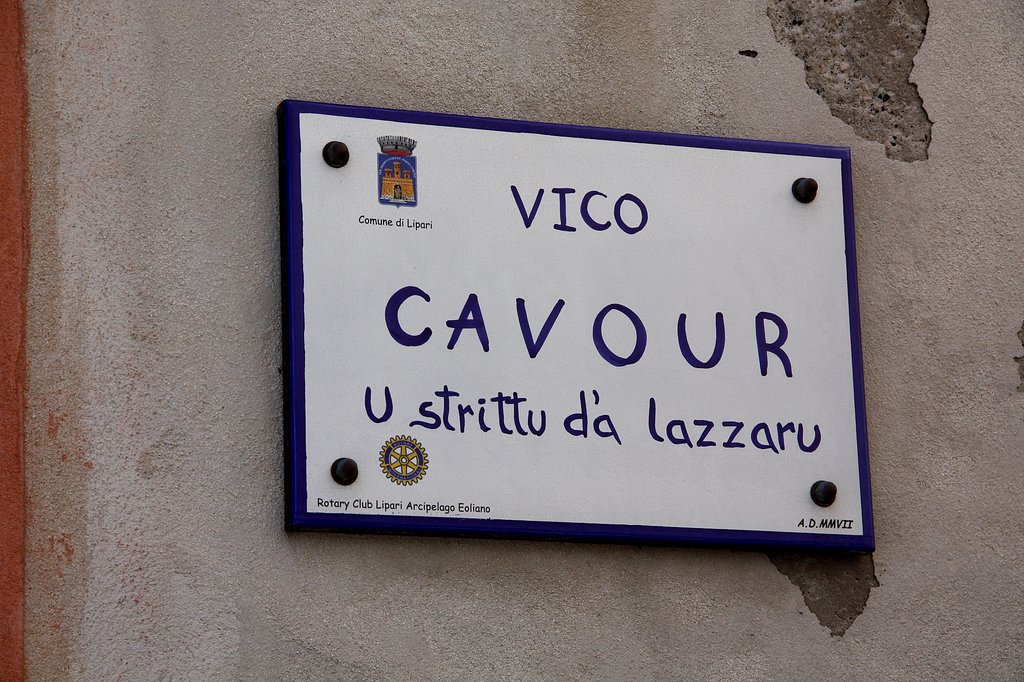 Comune di Lipari
VICO
CAVOUR
U strittu d'à lazzaru
Rotary Club Lipari Arcipelago Eoliano
A.D.MMVII